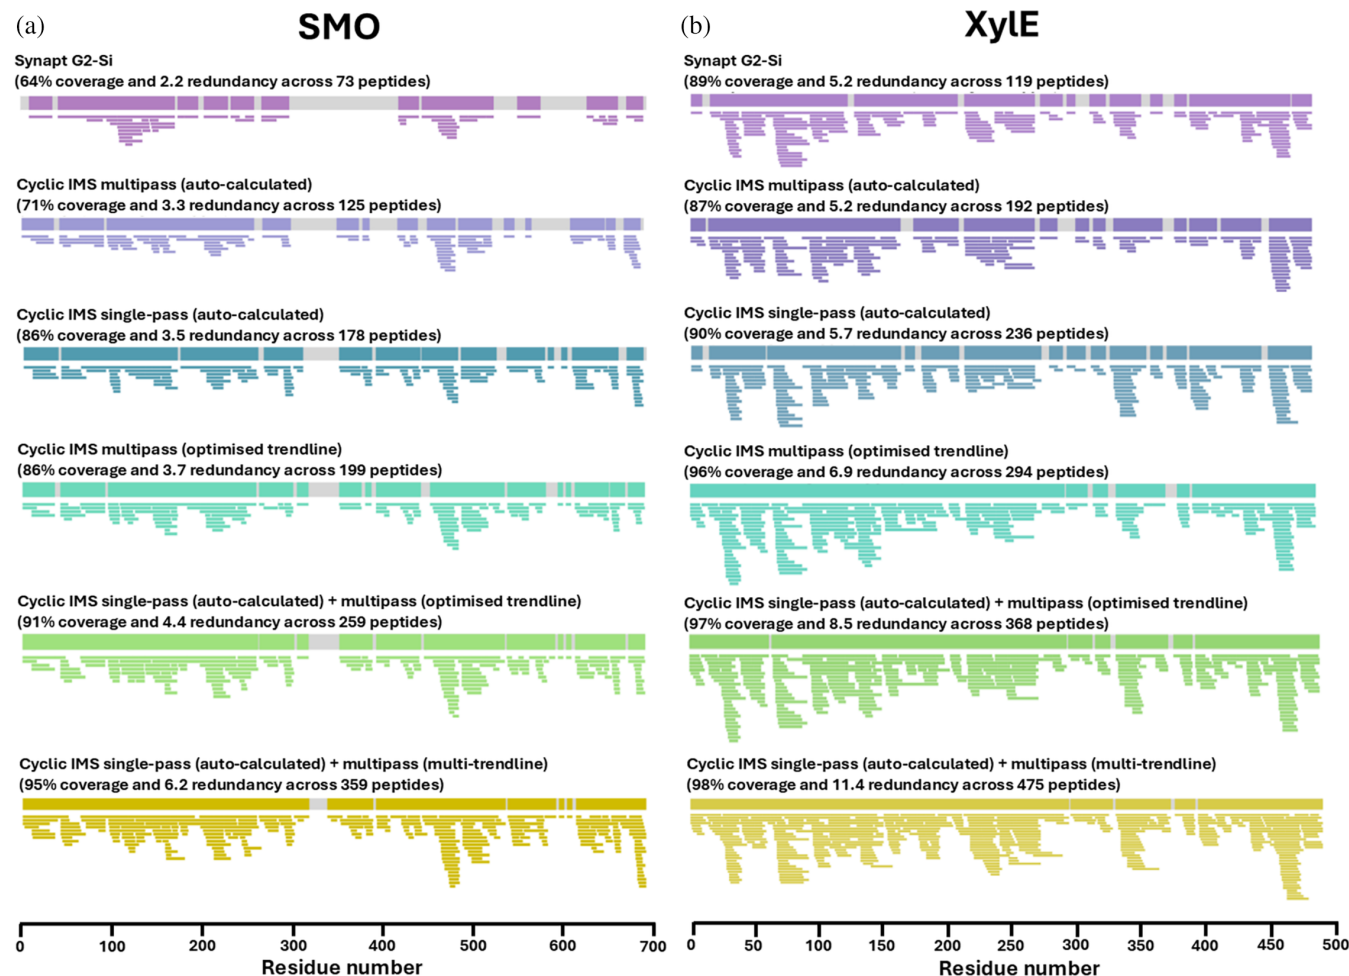 (a)
SMO
Synapt G2-Si
(64% coverage and 2.2 redundancy across 73 peptides)
Cyclic IMS multipass (auto-calculated)
(71% coverage and 3.3 redundancy across 125 peptides)
Cyclic IMS single-pass (auto-calculated)
(86% coverage and 3.5 redundancy across 178 peptides)
Cyclic IMS multipass (optimised trendline)
(86% coverage and 3.7 redundancy across 199 peptides)
Cyclic IMS single-pass (auto-calculated) + multipass (optimised trendline)
(91% coverage and 4.4 redundancy across 259 peptides)
Cyclic IMS single-pass (auto-calculated) + multipass (multi-trendline)
(95% coverage and 6.2 redundancy across 359 peptides)
0 100 200 300 400 500 600 700
Residue number
(b)
XylE
Synapt G2-Si
(89% coverage and 5.2 redundancy across 119 peptides)
Cyclic IMS multipass (auto-calculated)
(87% coverage and 5.2 redundancy across 192 peptides)
Cyclic IMS single-pass (auto-calculated)
(90% coverage and 5.7 redundancy across 236 peptides)
Cyclic IMS multipass (optimised trendline)
(96% coverage and 6.9 redundancy across 294 peptides)
Cyclic IMS single-pass (auto-calculated) + multipass (optimised trendline)
(97% coverage and 8.5 redundancy across 368 peptides)
Cyclic IMS single-pass (auto-calculated) + multipass (multi-trendline)
(98% coverage and 11.4 redundancy across 475 peptides)
0 50 100 150 200 250 300 350 400 450 500
Residue number